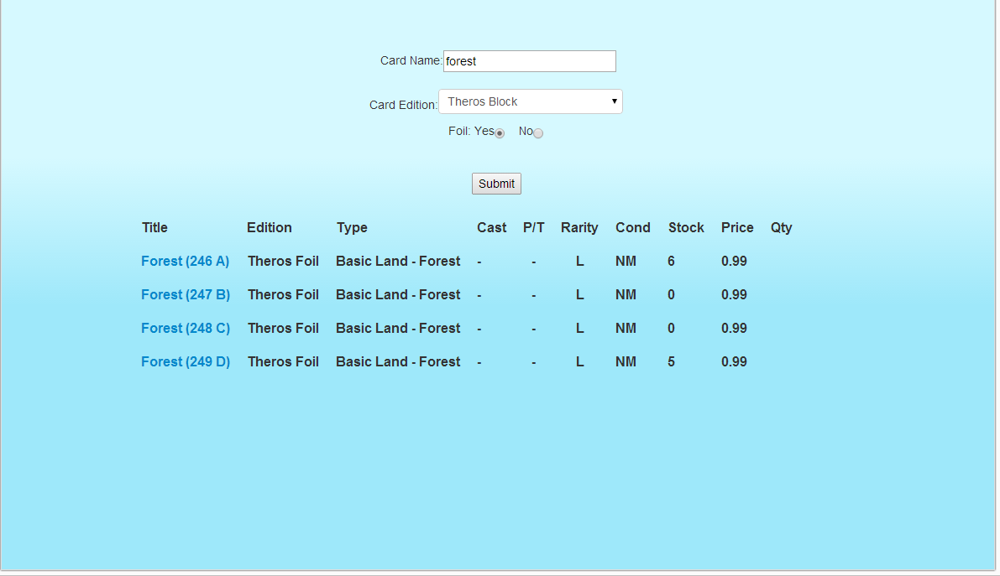 Card Name: forest
Card Edition: Theros Block
Foil: Yes No
Submit
Title Edition Type Cast P/T Rarity Cond Stock Price Qty
Forest (246 A) Theros Foil Basic Land - Forest - - L NM 6 0.99
Forest (247 B) Theros Foil Basic Land - Forest - - L NM 0 0.99
Forest (248 C) Theros Foil Basic Land - Forest - - L NM 0 0.99
Forest (249 D) Theros Foil Basic Land - Forest - - L NM 5 0.99